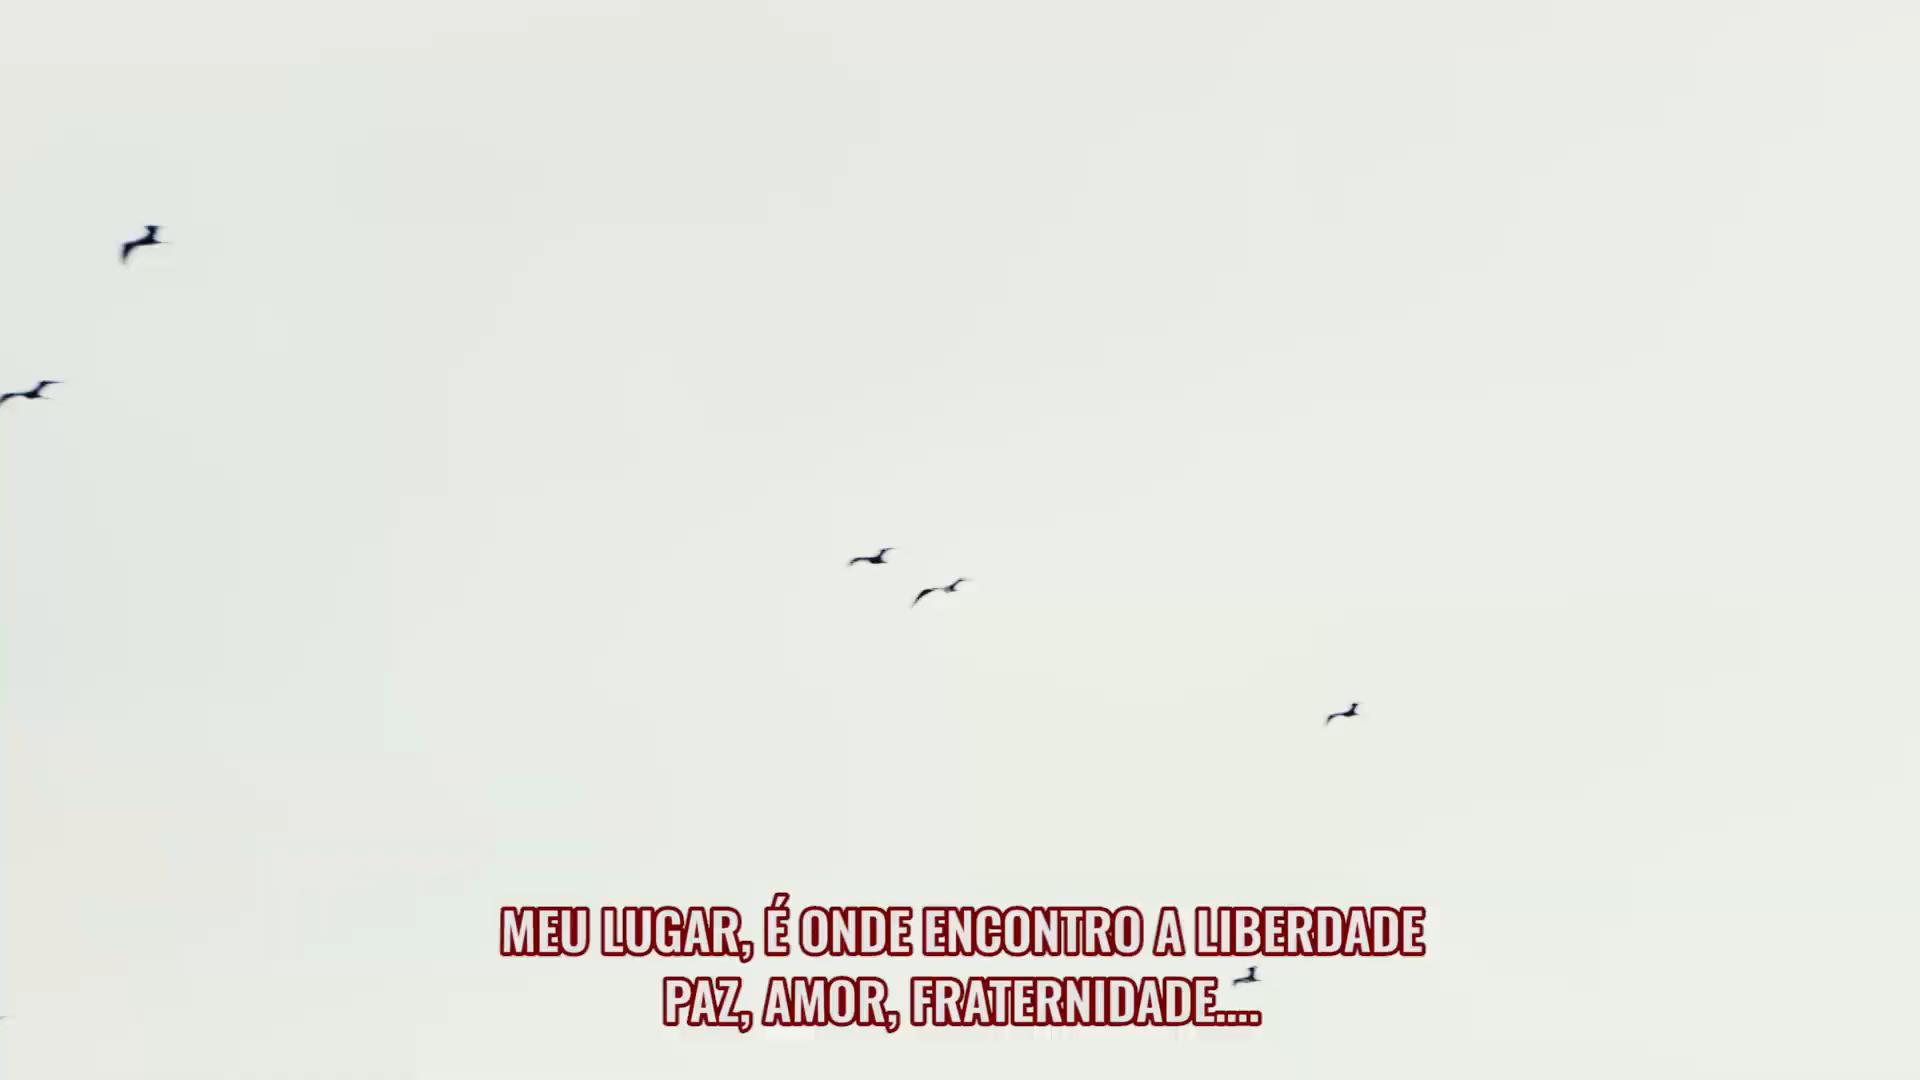 MEU LUGAR, É ONDE ENCONTRO A LIBERDADE
PAZ, AMOR, FRATERNIDADE....